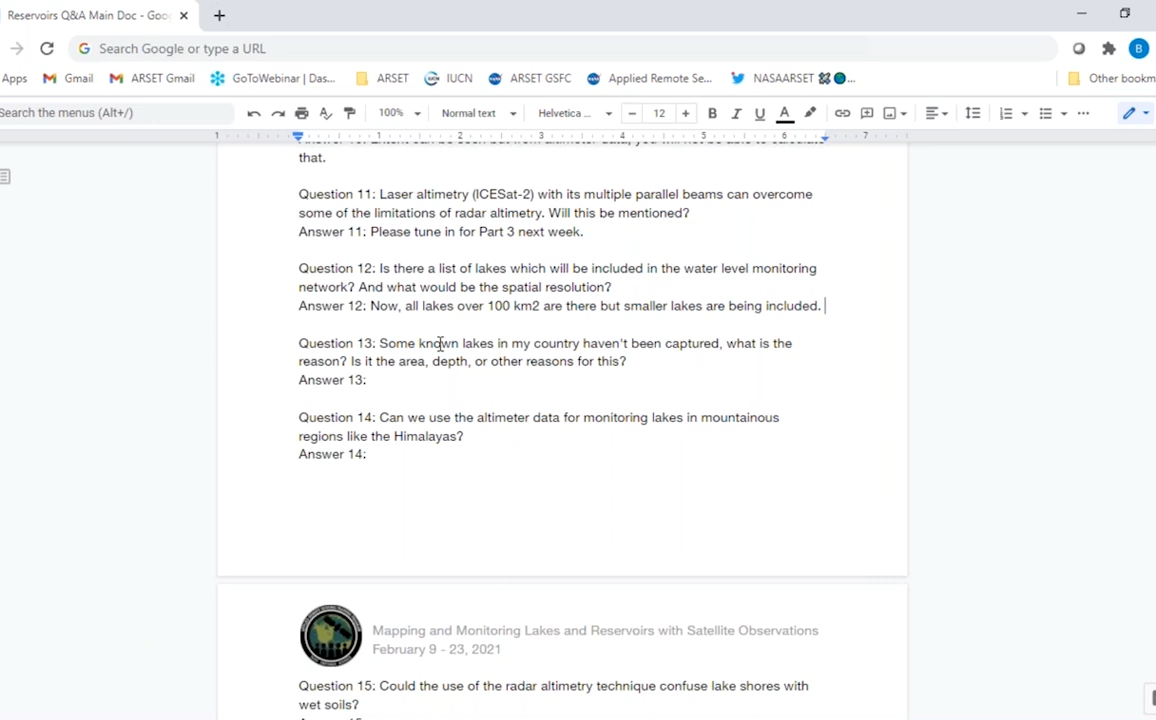 Reservoirs Q&A Main Doc - Goo
Search Google or type a URL
B
Apps Gmail ARSET Gmail GoToWebinar | Das... ARSET IUCN ARSET GSFC Applied Remote Se... NASAARSET ... Other bookm
Search the menus (Alt+/) 100% Normal text Helvetica ... 12 B I U A
1 1 2 3 4 5 6 7
that.
Question 11: Laser altimetry (ICESat-2) with its multiple parallel beams can overcome
some of the limitations of radar altimetry. Will this be mentioned?
Answer 11: Please tune in for Part 3 next week.
Question 12: Is there a list of lakes which will be included in the water level monitoring
network? And what would be the spatial resolution?
Answer 12: Now, all lakes over 100 km2 are there but smaller lakes are being included.
Question 13: Some known lakes in my country haven't been captured, what is the
reason? Is it the area, depth, or other reasons for this?
Answer 13:
Question 14: Can we use the altimeter data for monitoring lakes in mountainous
regions like the Himalayas?
Answer 14:
Mapping and Monitoring Lakes and Reservoirs with Satellite Observations
February 9 - 23, 2021
Question 15: Could the use of the radar altimetry technique confuse lake shores with
wet soils?